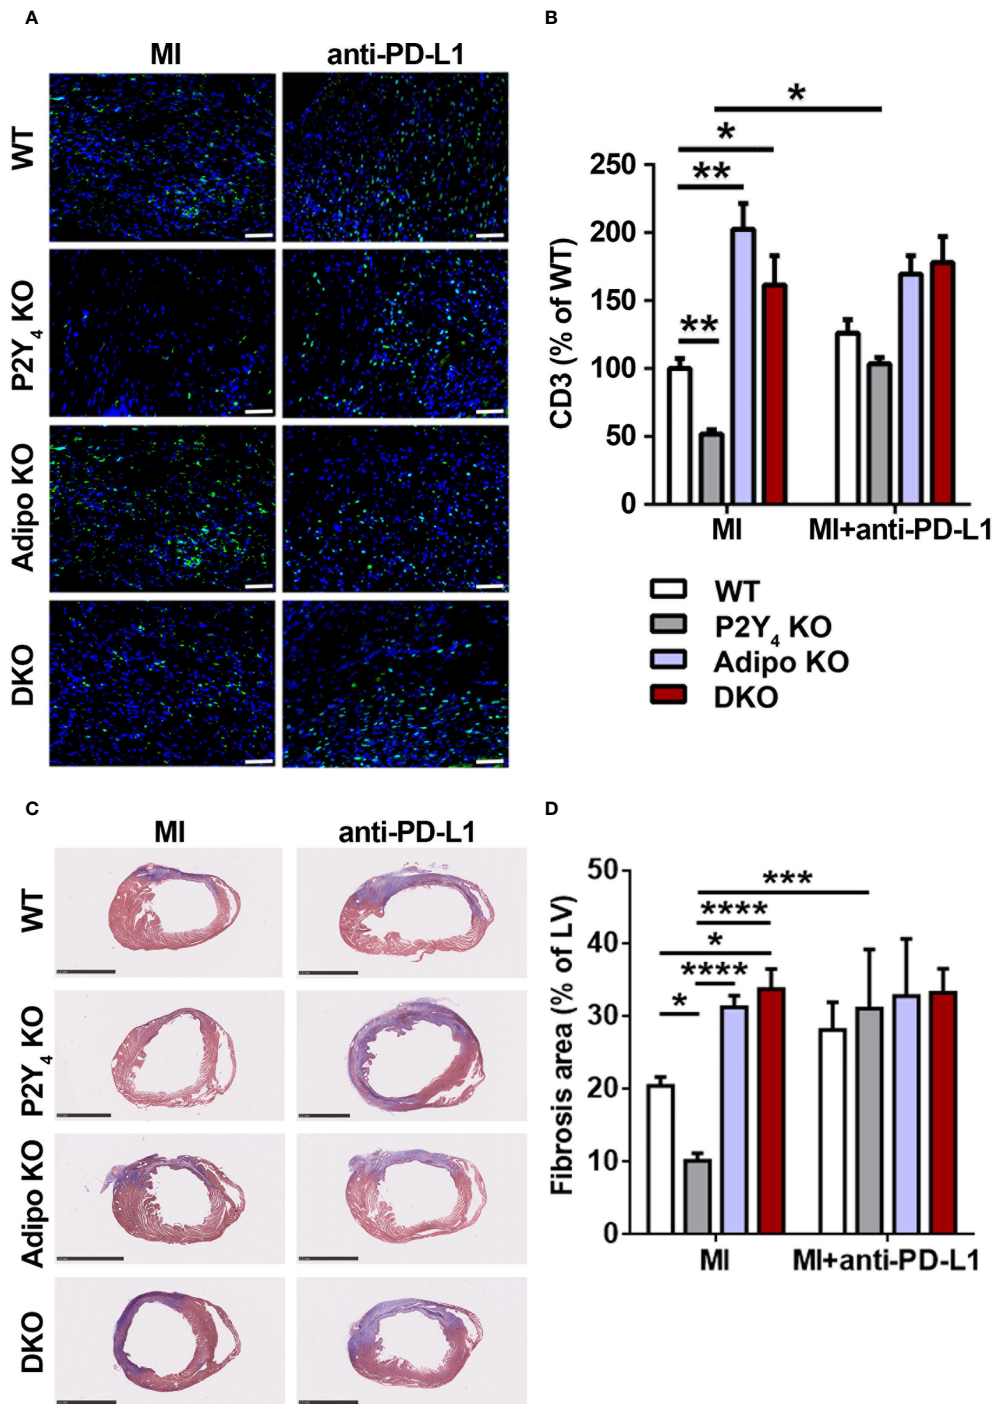 A
MI anti-PD-L1
WT
P2Y4 KO
Adipo KO
DKO
B
CD3 (% of WT)
250
200
150
100
50
0
*
*
**
**
MI MI+anti-PD-L1
WT
P2Y4 KO
Adipo KO
DKO
C
MI anti-PD-L1
WT
P2Y4 KO
Adipo KO
DKO
D
Fibrosis area (% of LV)
50
40
30
20
10
0
***
****
*
****
*
MI MI+anti-PD-L1